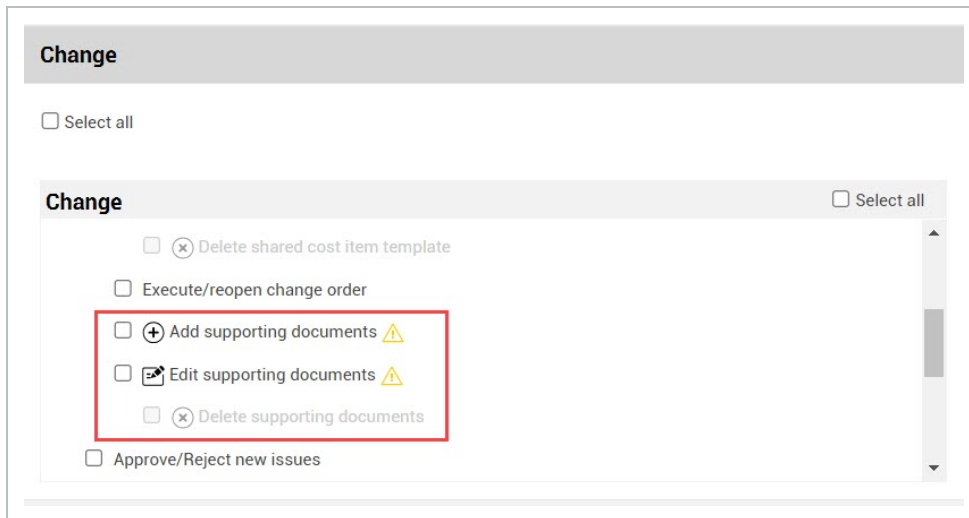 Change
Select all
Change
Select all
Delete shared cost item template
Execute/reopen change order
Add supporting documents
Edit supporting documents
Delete supporting documents
Approve/Reject new issues